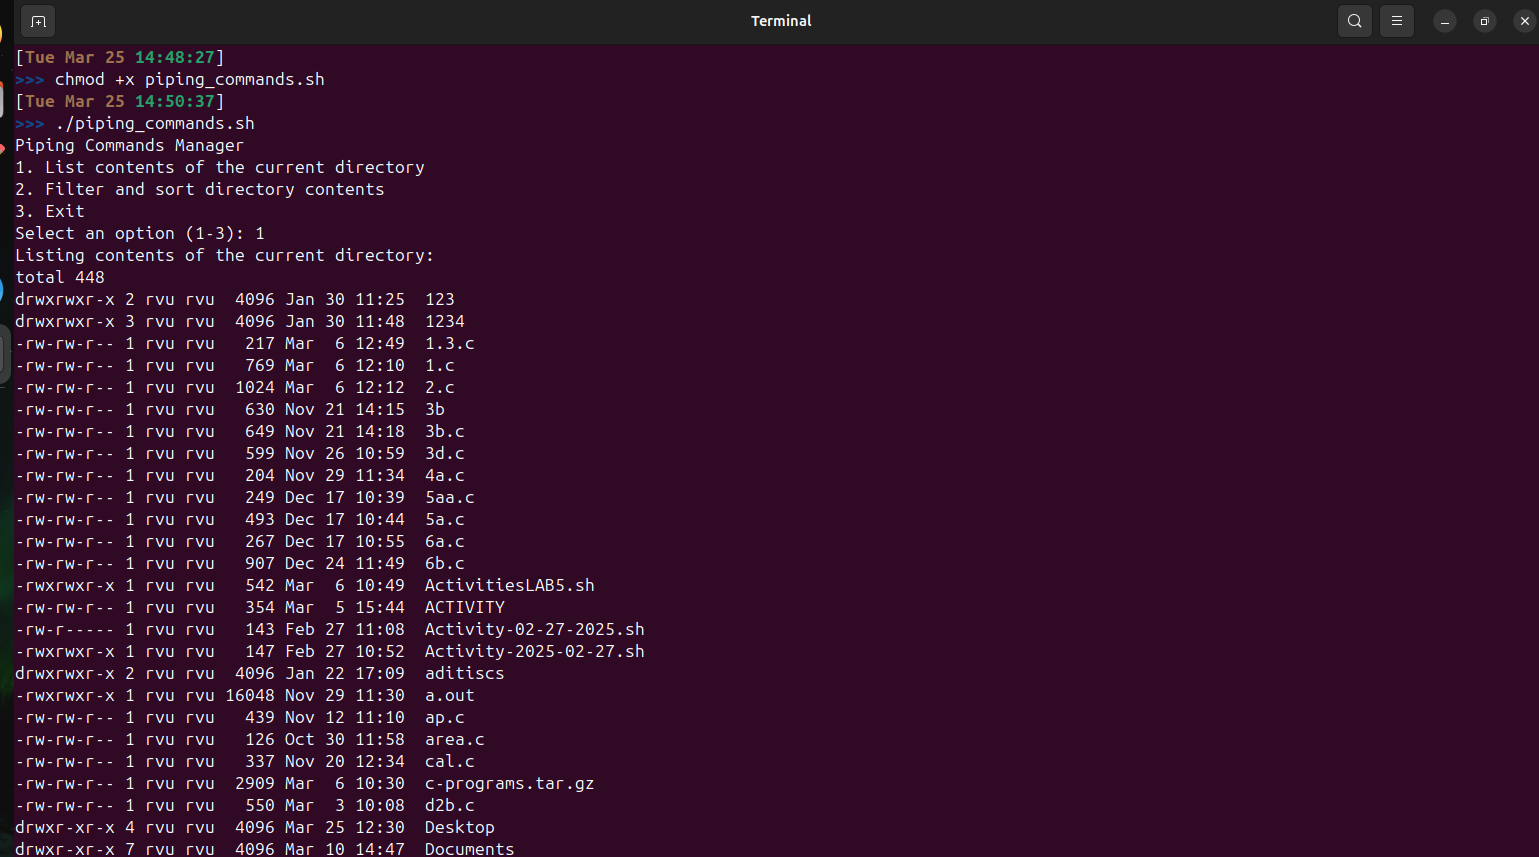 Terminal
[Tue Mar 25 14:48:27]
>>> chmod +x piping_commands.sh
[Tue Mar 25 14:50:37]
>>> ./piping_commands.sh
Piping Commands Manager
1. List contents of the current directory
2. Filter and sort directory contents
3. Exit
Select an option (1-3): 1
Listing contents of the current directory:
total 448
drwxrwxr-x 2 rvu rvu  4096 Jan 30 11:25  123
drwxrwxr-x 3 rvu rvu  4096 Jan 30 11:48  1234
-rw-rw-r-- 1 rvu rvu   217 Mar  6 12:49  1.3.c
-rw-rw-r-- 1 rvu rvu   769 Mar  6 12:10  1.c
-rw-rw-r-- 1 rvu rvu  1024 Mar  6 12:12  2.c
-rw-rw-r-- 1 rvu rvu   630 Nov 21 14:15  3b
-rw-rw-r-- 1 rvu rvu   649 Nov 21 14:18  3b.c
-rw-rw-r-- 1 rvu rvu   599 Nov 26 10:59  3d.c
-rw-rw-r-- 1 rvu rvu   204 Nov 29 11:34  4a.c
-rw-rw-r-- 1 rvu rvu   249 Dec 17 10:39  5aa.c
-rw-rw-r-- 1 rvu rvu   493 Dec 17 10:44  5a.c
-rw-rw-r-- 1 rvu rvu   267 Dec 17 10:55  6a.c
-rw-rw-r-- 1 rvu rvu   907 Dec 24 11:49  6b.c
-rwxrwxr-x 1 rvu rvu   542 Mar  6 10:49  ActivitiesLAB5.sh
-rw-rw-r-- 1 rvu rvu   354 Mar  5 15:44  ACTIVITY
-rw-r----- 1 rvu rvu   143 Feb 27 11:08  Activity-02-27-2025.sh
-rwxrwxr-x 1 rvu rvu   147 Feb 27 10:52  Activity-2025-02-27.sh
drwxrwxr-x 2 rvu rvu  4096 Jan 22 17:09  aditiscs
-rwxrwxr-x 1 rvu rvu 16048 Nov 29 11:30  a.out
-rw-rw-r-- 1 rvu rvu   439 Nov 12 11:10  ap.c
-rw-rw-r-- 1 rvu rvu   126 Oct 30 11:58  area.c
-rw-rw-r-- 1 rvu rvu   337 Nov 20 12:34  cal.c
-rw-rw-r-- 1 rvu rvu  2909 Mar  6 10:30  c-programs.tar.gz
-rw-rw-r-- 1 rvu rvu   550 Mar  3 10:08  d2b.c
drwxr-xr-x 4 rvu rvu  4096 Mar 25 12:30  Desktop
drwxr-xr-x 7 rvu rvu  4096 Mar 10 14:47  Documents